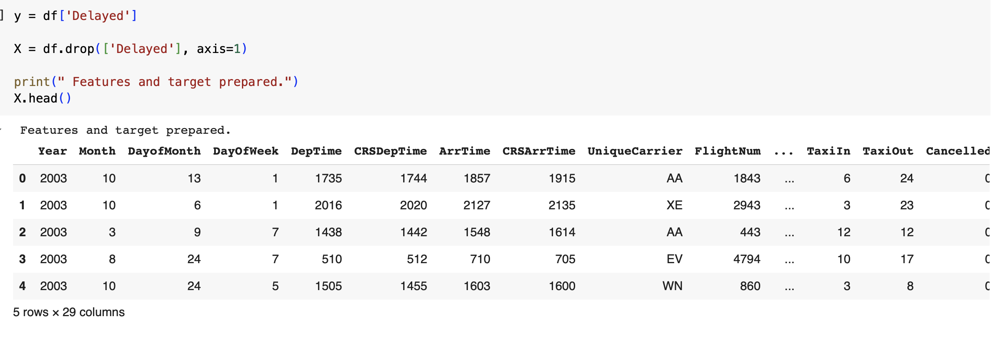 ] y = df['Delayed']
X = df.drop(['Delayed'], axis=1)
print(" Features and target prepared.")
X.head()
Features and target prepared.
Year Month DayofMonth DayOfWeek DepTime CRSDepTime ArrTime CRSArrTime UniqueCarrier FlightNum ... TaxiIn TaxiOut Cancelled
0 2003 10 13 1 1735 1744 1857 1915 AA 1843 ... 6 24 0
1 2003 10 6 1 2016 2020 2127 2135 XE 2943 ... 3 23 0
2 2003 3 9 7 1438 1442 1548 1614 AA 443 ... 12 12 0
3 2003 8 24 7 510 512 710 705 EV 4794 ... 10 17 0
4 2003 10 24 5 1505 1455 1603 1600 WN 860 ... 3 8 0
5 rows × 29 columns